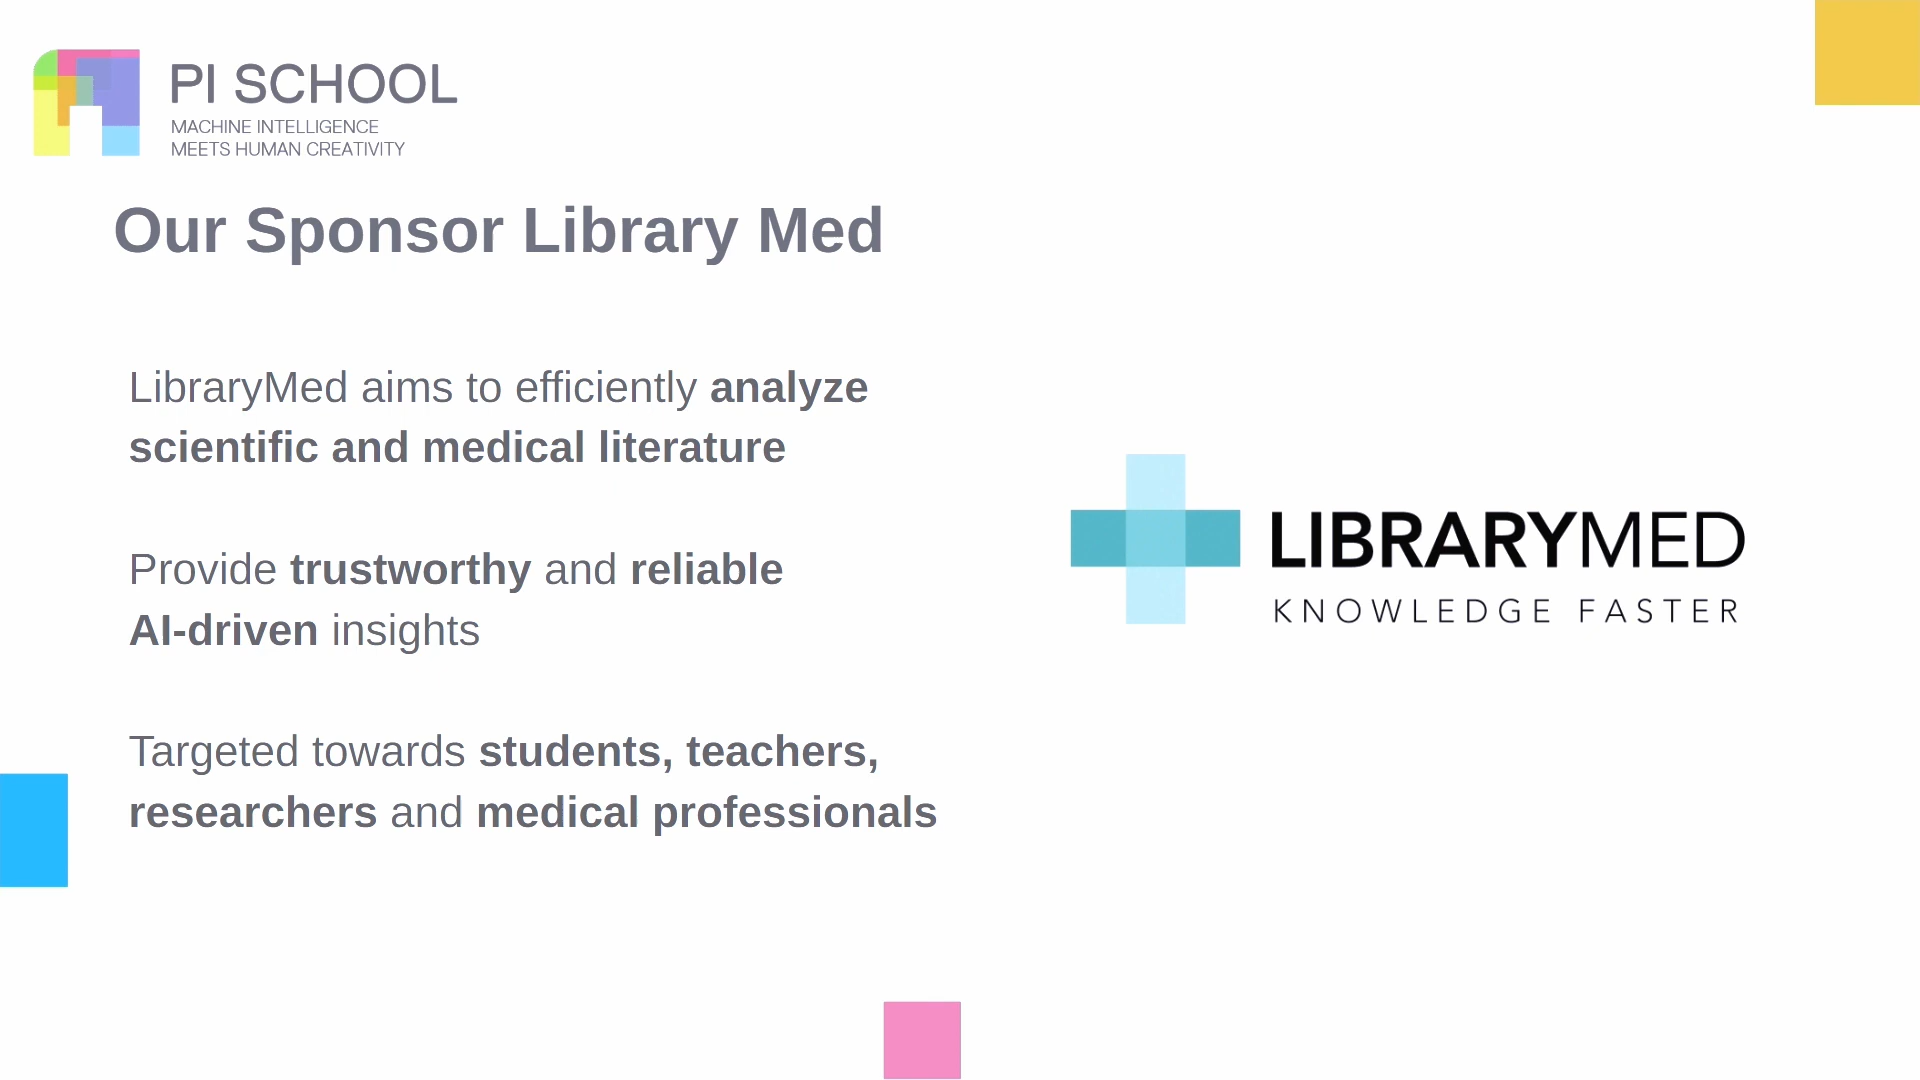 PI SCHOOL
MACHINE INTELLIGENCE
MEETS HUMAN CREATIVITY
Our Sponsor Library Med
LibraryMed aims to efficiently analyze
scientific and medical literature
Provide trustworthy and reliable
AI-driven insights
Targeted towards students, teachers,
researchers and medical professionals
LIBRARYMED
KNOWLEDGE FASTER